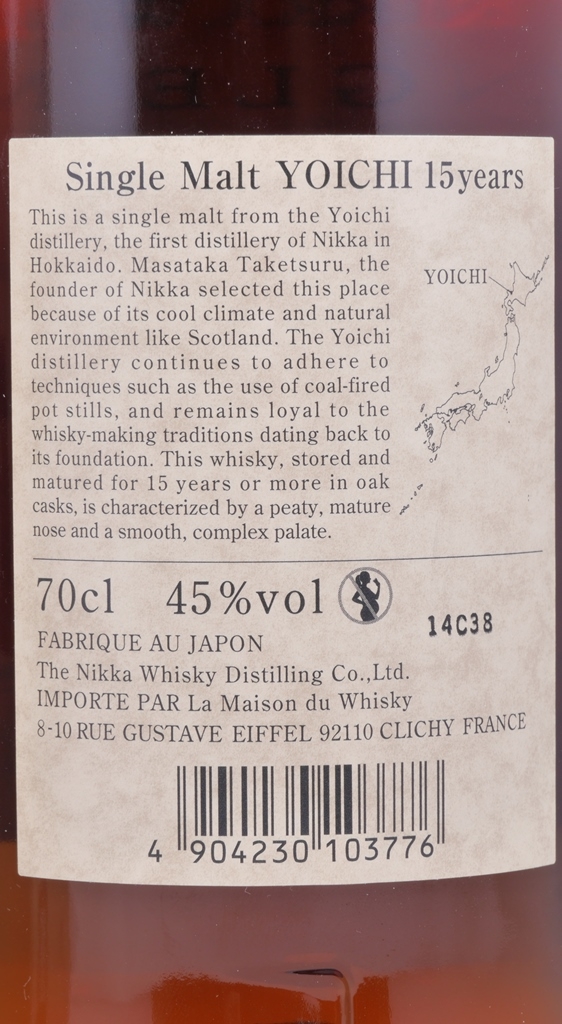 Single Malt YOICHI 15years
This is a single malt from the Yoichi
distillery, the first distillery of Nikka in
Hokkaido. Masataka Taketsuru, the
founder of Nikka selected this place
because of its cool climate and natural
environment like Scotland. The Yoichi
distillery continues to adhere to
techniques such as the use of coal-fired
pot stills, and remains loyal to the
whisky-making traditions dating back to
its foundation. This whisky, stored and
matured for 15 years or more in oak
casks, is characterized by a peaty, mature
nose and a smooth, complex palate.
YOICHI
70cl 45%vol
14C38
FABRIQUE AU JAPON
The Nikka Whisky Distilling Co.,Ltd.
IMPORTE PAR La Maison du Whisky
8-10 RUE GUSTAVE EIFFEL 92110 CLICHY FRANCE
4 904230 103776